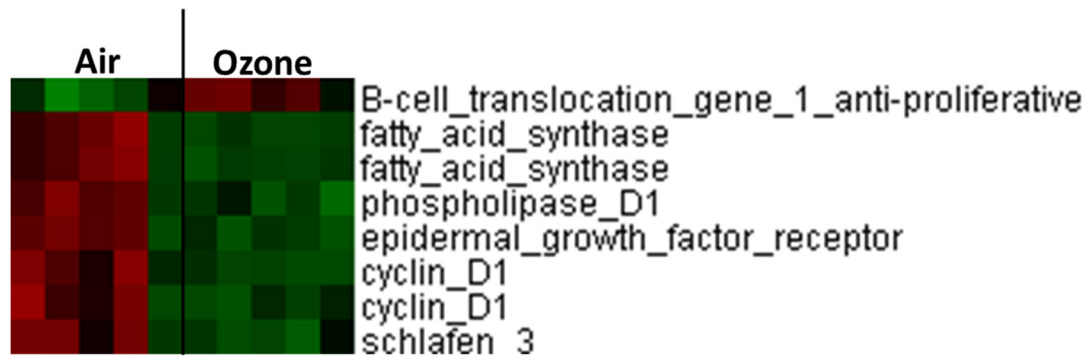 Air Ozone
B-cell_translocation_gene_1_anti-proliferative
fatty_acid_synthase
fatty_acid_synthase
phospholipase_D1
epidermal_growth_factor_receptor
cyclin_D1
cyclin_D1
schlafen_3